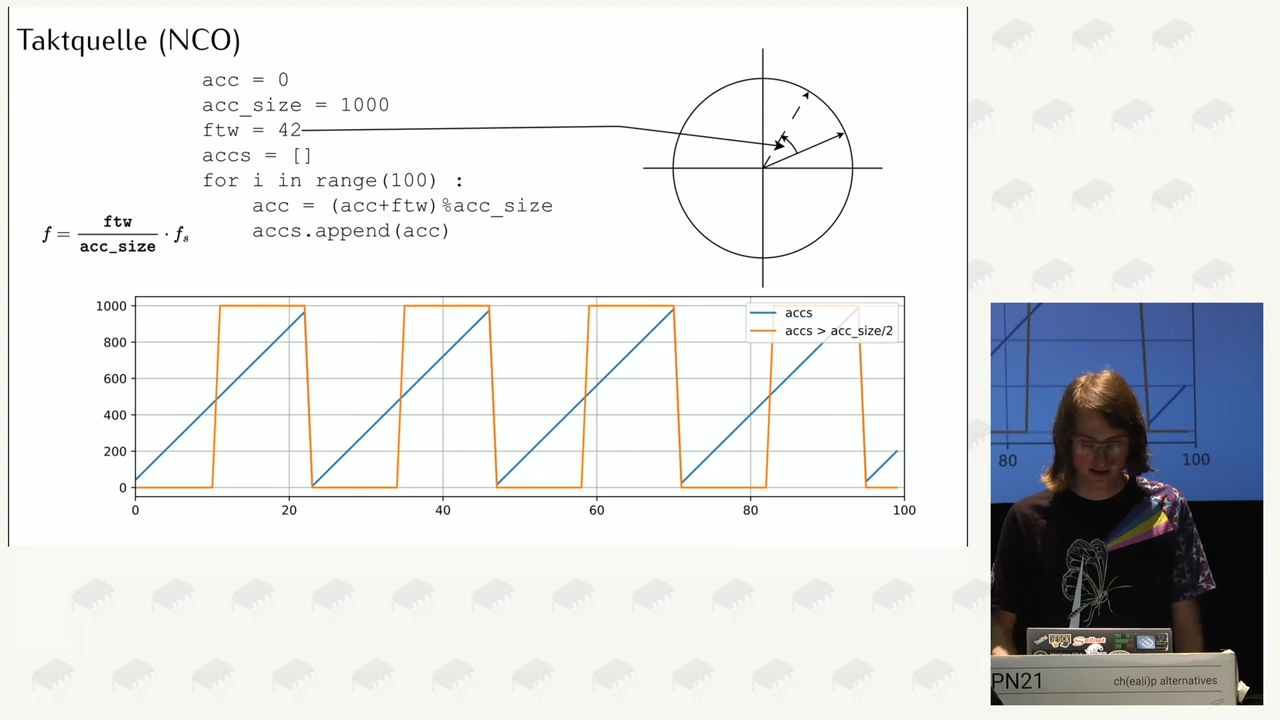 Taktquelle (NCO)
acc = 0
acc_size = 1000
ftw = 42
accs = []
for i in range(100) :
acc = (acc+ftw)%acc_size
accs.append(acc)
f = ftw / acc_size · fs
1000
800
600
400
200
0
0
20
40
60
80
100
accs
accs > acc_size/2
80
100
PN21
ch(ea|i)p alternatives